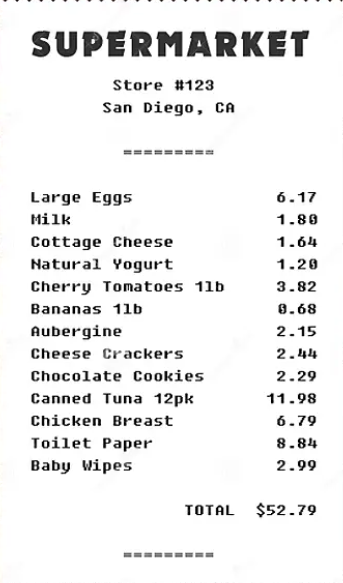 SUPERMARKET
Store #123
San Diego, CA
=========
Large Eggs 6.17
Milk 1.80
Cottage Cheese 1.64
Natural Yogurt 1.20
Cherry Tomatoes 1lb 3.82
Bananas 1lb 0.68
Aubergine 2.15
Cheese Crackers 2.44
Chocolate Cookies 2.29
Canned Tuna 12pk 11.98
Chicken Breast 6.79
Toilet Paper 8.84
Baby Wipes 2.99
TOTAL $52.79
=========